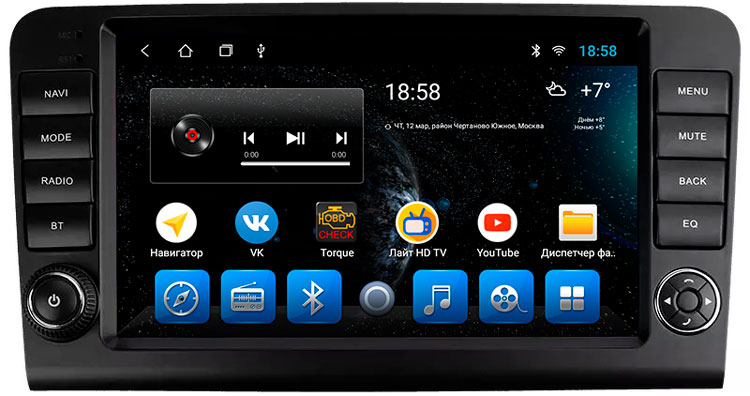 MIC
RST
NAVI
MODE
RADIO
BT
18:58
0:00 0:00
18:58
ЧТ, 12 мар, район Чертаново Южное, Москва
+7°
Днём +8°
Ночью +5°
OBD
CHECK
Навигатор VK Torque Лайт HD TV YouTube Диспетчер фа..
MENU
MUTE
BACK
EQ